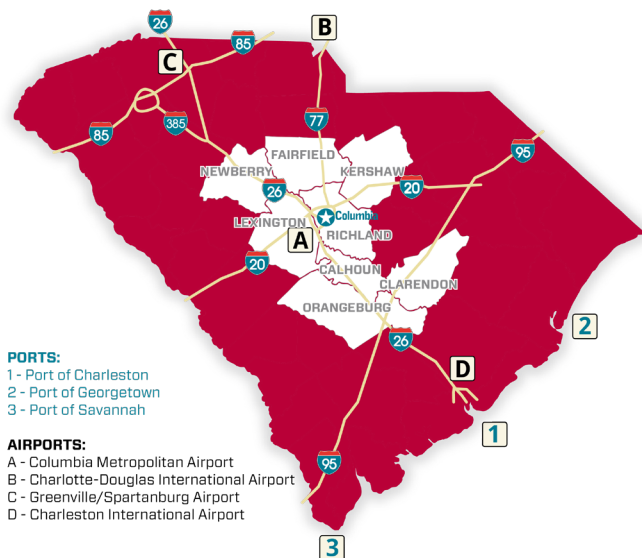 26
B
85
C
85
385
77
95
FAIRFIELD
NEWBERRY
KERSHAW
26
20
Columbia
LEXINGTON
A
RICHLAND
20
CALHOUN
CLARENDON
ORANGEBURG
2
26
D
1
95
3
PORTS:
1 - Port of Charleston
2 - Port of Georgetown
3 - Port of Savannah
AIRPORTS:
A - Columbia Metropolitan Airport
B - Charlotte-Douglas International Airport
C - Greenville/Spartanburg Airport
D - Charleston International Airport